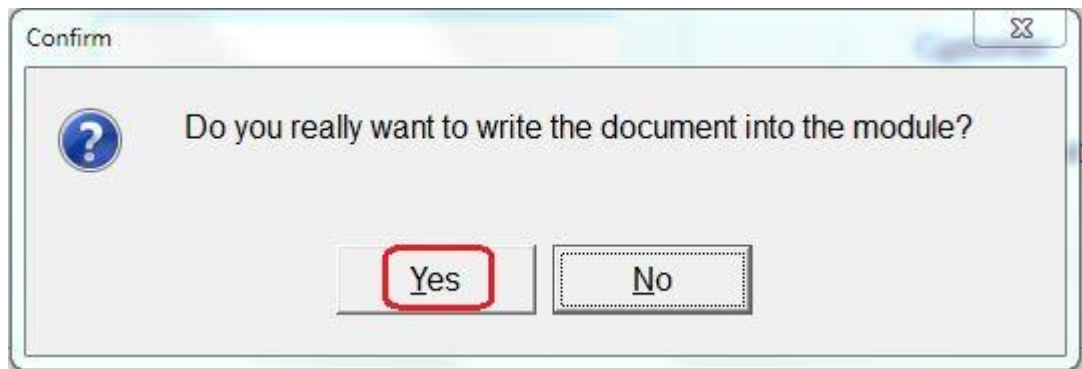 Confirm
Do you really want to write the document into the module?
Yes
No